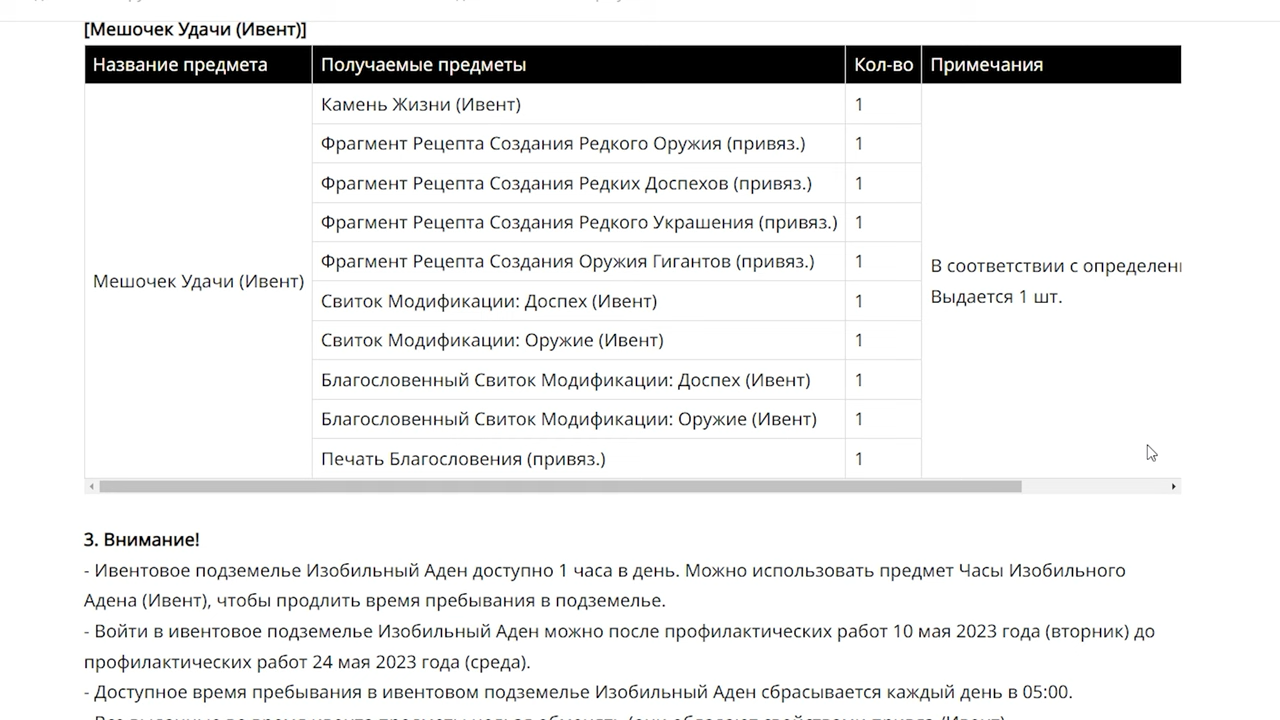 [Мешочек Удачи (Ивент)]
Название предмета Получаемые предметы Кол-во Примечания
Камень Жизни (Ивент) 1
Фрагмент Рецепта Создания Редкого Оружия (привяз.) 1
Фрагмент Рецепта Создания Редких Доспехов (привяз.) 1
Фрагмент Рецепта Создания Редкого Украшения (привяз.) 1
Фрагмент Рецепта Создания Оружия Гигантов (привяз.) 1
Мешочек Удачи (Ивент)
В соответствии с
Выдается 1 шт.
Свиток Модификации: Доспех (Ивент) 1
Свиток Модификации: Оружие (Ивент) 1
Благословенный Свиток Модификации: Доспех (Ивент) 1
Благословенный Свиток Модификации: Оружие (Ивент) 1
Печать Благословения (привяз.) 1
3. Внимание!
- Ивентовое подземелье Изобильный Аден доступно 1 часа в день. Можно использовать предмет Часы Изобильного
Адена (Ивент), чтобы продлить время пребывания в подземелье.
- Войти в ивентовое подземелье Изобильный Аден можно после профилактических работ 10 мая 2023 года (вторник) до
профилактических работ 24 мая 2023 года (среда).
- Доступное время пребывания в ивентовом подземелье Изобильный Аден сбрасывается каждый день в 05:00.